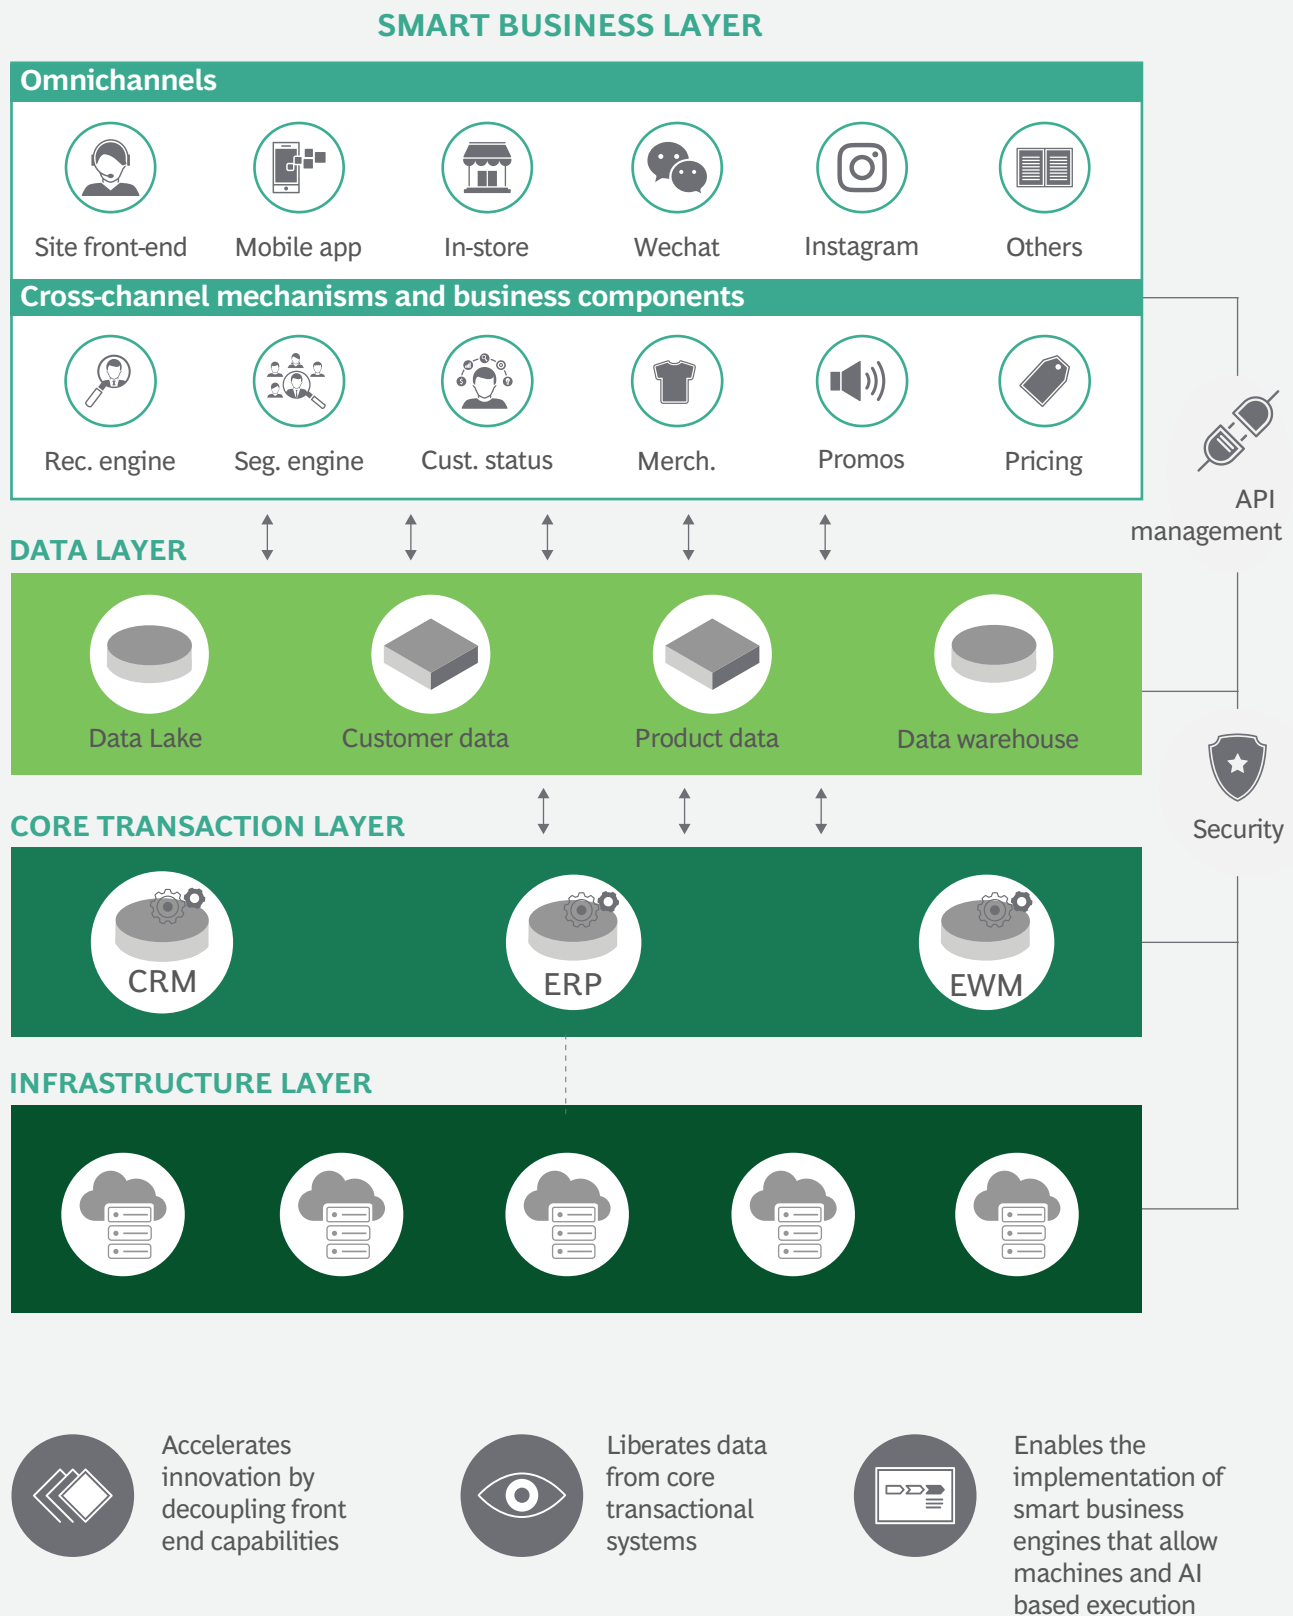 SMART BUSINESS LAYER
Omnichannels
Site front-end
Mobile app
In-store
Wechat
Instagram
Others
Cross-channel mechanisms and business components
Rec. engine
Seg. engine
Cust. status
Merch.
Promos
Pricing
API
management
DATA LAYER
Data Lake
Customer data
Product data
Data warehouse
Security
CORE TRANSACTION LAYER
CRM
ERP
EWM
INFRASTRUCTURE LAYER
Accelerates
innovation by
decoupling front
end capabilities
Liberates data
from core
transactional
systems
Enables the
implementation of
smart business
engines that allow
machines and AI
based execution